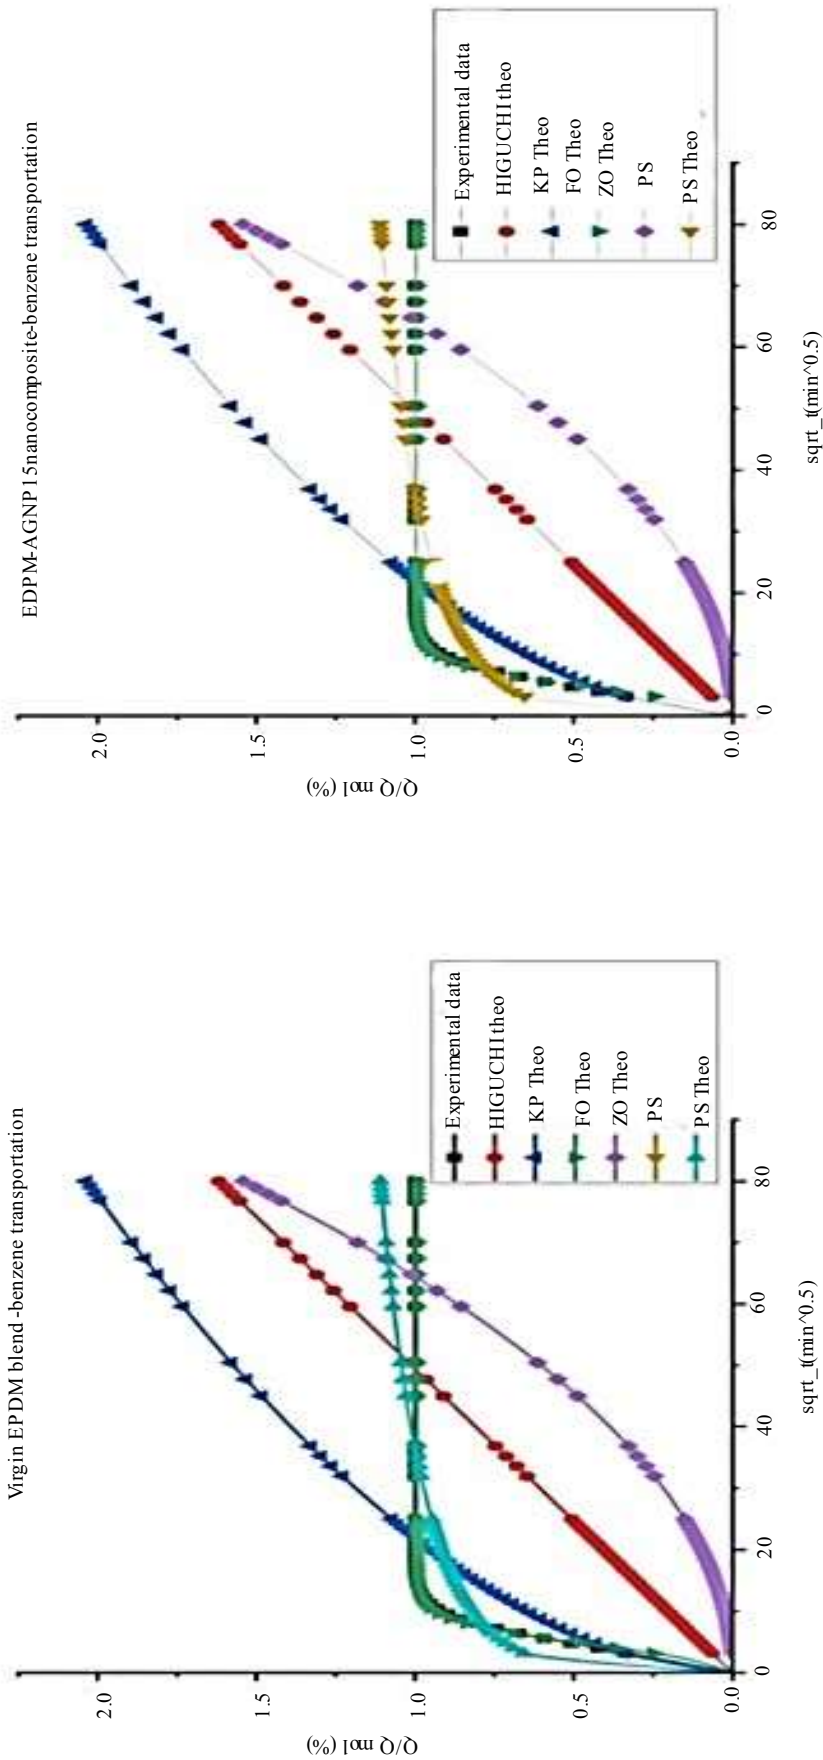 Virgin EPDM blend -benzene transportation
Q/Q mol (%)
2.0
1.5
1.0
0.5
0.0
0
20
40
60
80
sqrt_t(min^0.5)
Experimental data
HIGUCHI theo
KP Theo
FO Theo
ZO Theo
PS
PS Theo
EDPM-AGNP15nanocomposite-benzene transportation
Q/Q mol (%)
2.0
1.5
1.0
0.5
0.0
0
20
40
60
80
sqrt_t(min^0.5)
Experimental data
HIGUCHI theo
KP Theo
FO Theo
ZO Theo
PS
PS Theo